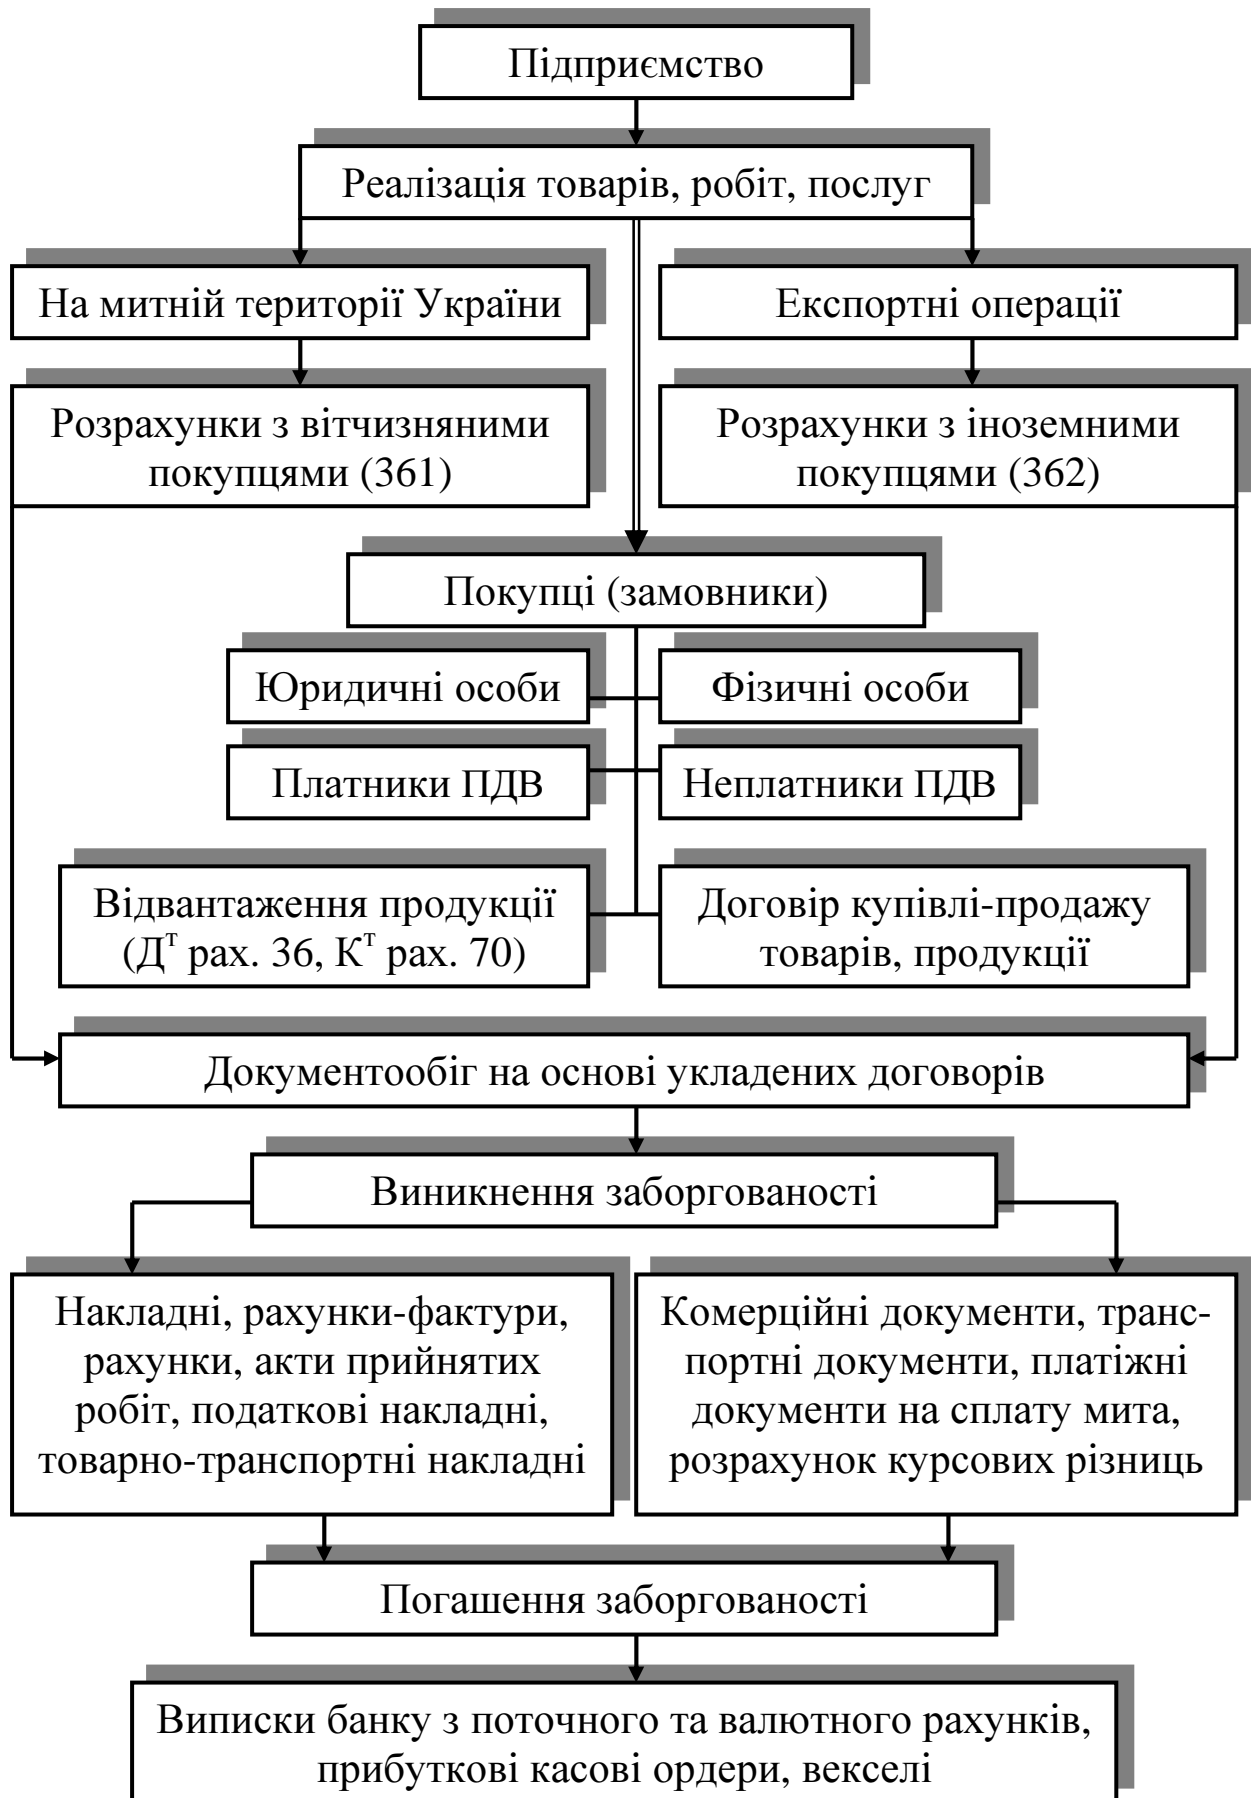 Підприємство
Реалізація товарів, робіт, послуг
На митній території України
Експортні операції
Розрахунки з вітчизняними
покупцями (361)
Розрахунки з іноземними
покупцями (362)
Покупці (замовники)
Юридичні особи
Фізичні особи
Платники ПДВ
Неплатники ПДВ
Відвантаження продукції
(Дᵀ рах. 36, Кᵀ рах. 70)
Договір купівлі-продажу
товарів, продукції
Документообіг на основі укладених договорів
Виникнення заборгованості
Накладні, рахунки-фактури,
рахунки, акти прийнятих
робіт, податкові накладні,
товарно-транспортні накладні
Комерційні документи, транс-
портні документи, платіжні
документи на сплату мита,
розрахунок курсових різниць
Погашення заборгованості
Виписки банку з поточного та валютного рахунків,
прибуткові касові ордери, векселі